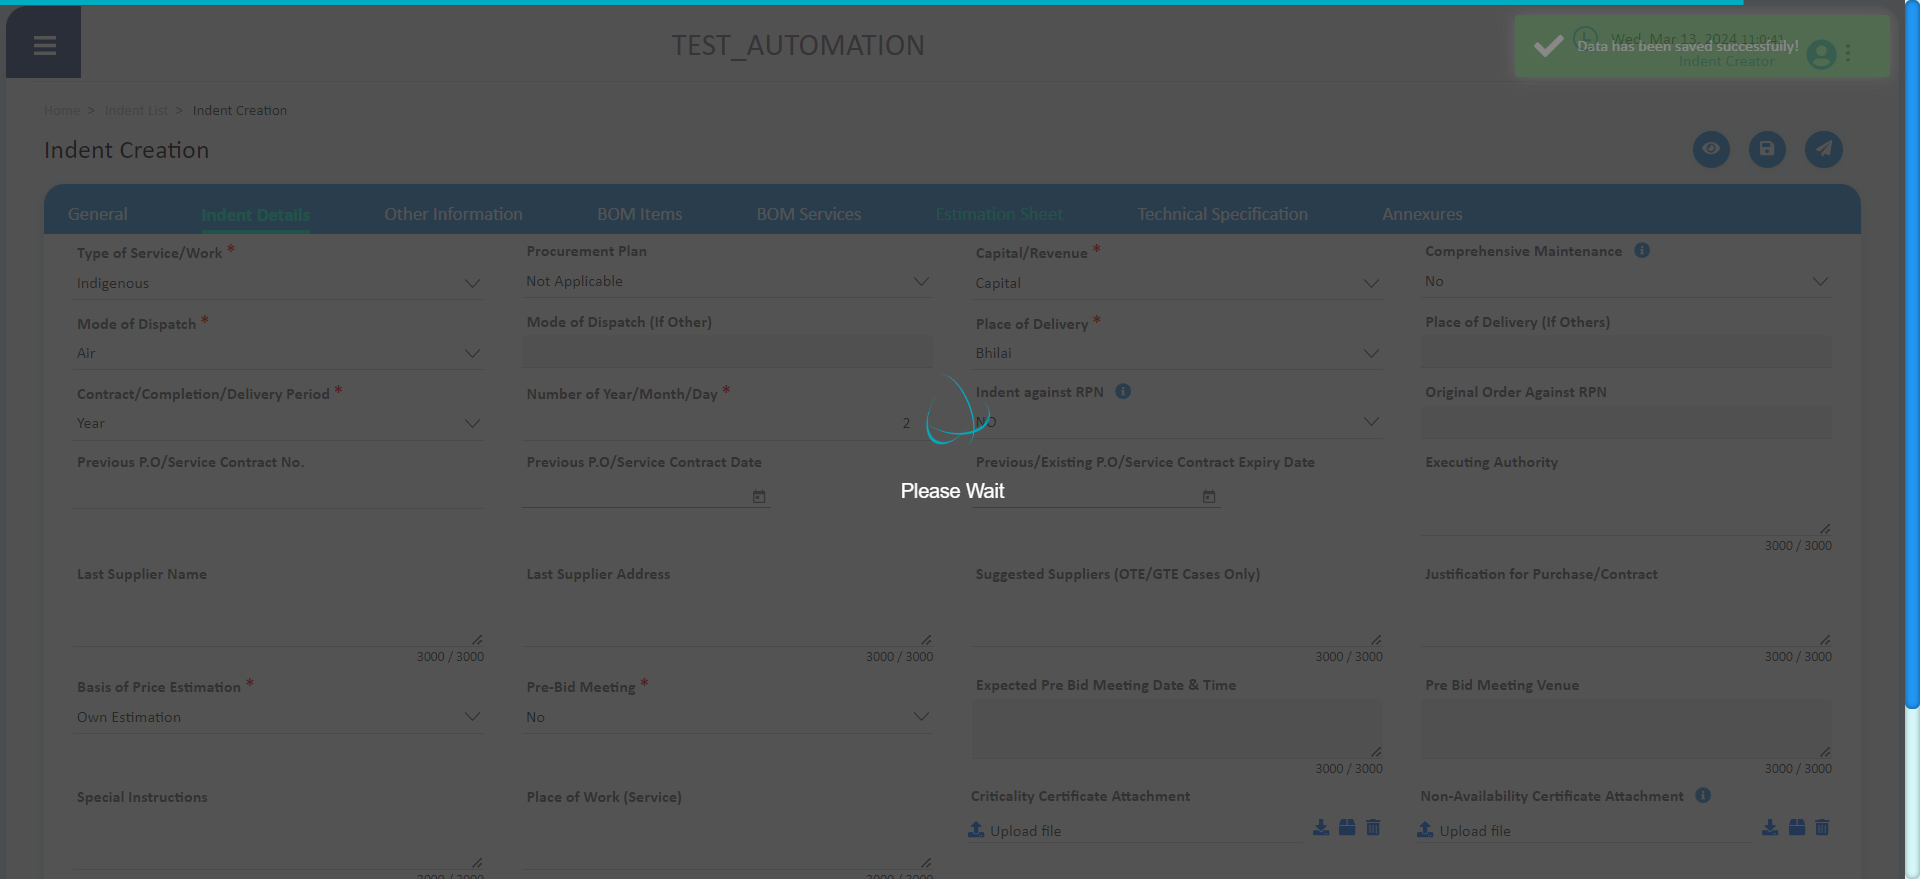 TEST_AUTOMATION
Wed, Mar 13, 2024 11:0:41
Data has been saved successfully!
Indent Creator
Home > Indent List > Indent Creation
Indent Creation
General Indent Details Other Information BOM Items BOM Services Estimation Sheet Technical Specification Annexures
Type of Service/Work * Procurement Plan Capital/Revenue * Comprehensive Maintenance
Indigenous Not Applicable Capital No
Mode of Dispatch * Mode of Dispatch (If Other) Place of Delivery * Place of Delivery (If Others)
Air Bhilai
Contract/Completion/Delivery Period * Number of Year/Month/Day * Indent against RPN Original Order Against RPN
Year 2 NO
Previous P.O/Service Contract No. Previous P.O/Service Contract Date Previous/Existing P.O/Service Contract Expiry Date Executing Authority
Please Wait
3000 / 3000
Last Supplier Name Last Supplier Address Suggested Suppliers (OTE/GTE Cases Only) Justification for Purchase/Contract
3000 / 3000 3000 / 3000 3000 / 3000 3000 / 3000
Basis of Price Estimation * Pre-Bid Meeting * Expected Pre Bid Meeting Date & Time Pre Bid Meeting Venue
Own Estimation No
3000 / 3000 3000 / 3000
Special Instructions Place of Work (Service) Criticality Certificate Attachment Non-Availability Certificate Attachment
Upload file Upload file
3000 / 3000 3000 / 3000